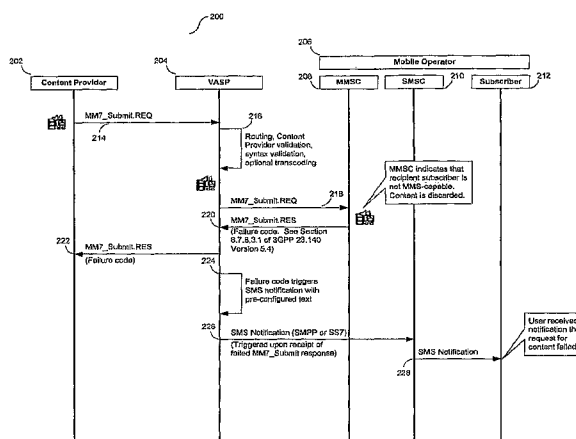 200
206
202
204
Mobile Operator
208
210
212
Content Provider
VASP
MMSC
SMSC
Subscriber
MM7_Submit.REQ
214
216
Routing, Content
Provider validation,
syntax validation,
optional transcoding
MMSC indicates that
recipient subscriber is
not MMS-capable.
Content is discarded.
MM7_Submit.REQ
218
220
MM7_Submit.RES
(Failure code. See Section
8.7.8.3.1 of 3GPP 23.140
Version 5.4)
222
MM7_Submit.RES
(Failure code)
224
Failure code triggers
SMS notification with
pre-configured text
226
SMS Notification (SMPP or SS7)
(Triggered upon receipt of
failed MM7_Submit response)
User receives
notification th
request for
content failed
SMS Notification
228